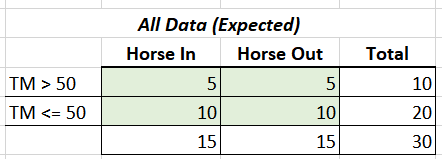 All Data (Expected)
Horse In Horse Out Total
TM > 50 5 5 10
TM <= 50 10 10 20
15 15 30